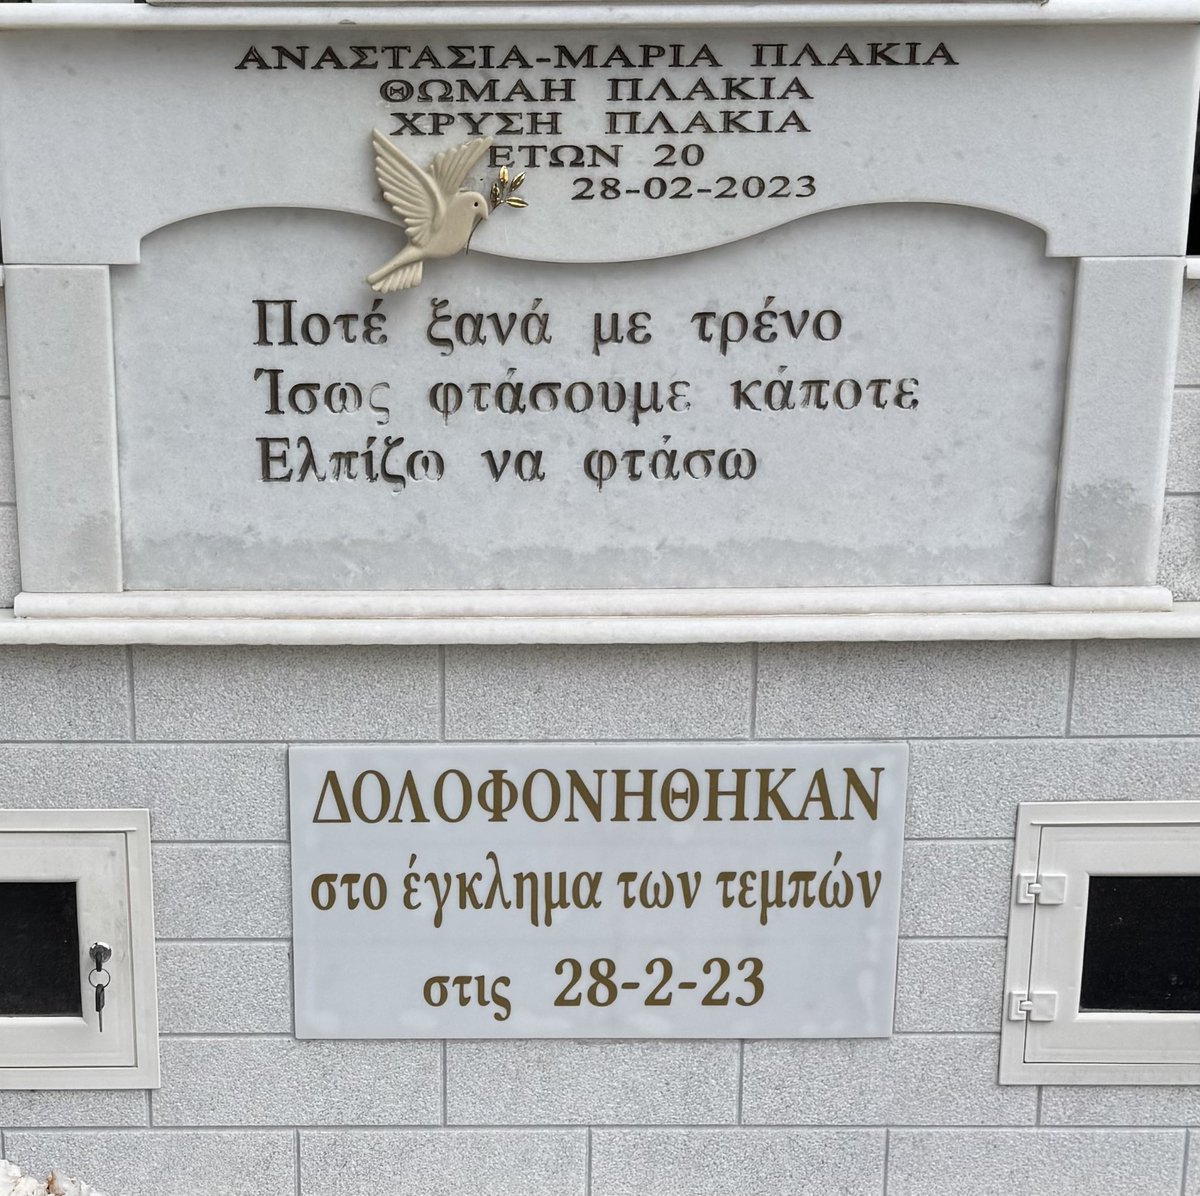 ΑΝΑΣΤΑΣΙΑ-ΜΑΡΙΑ ΠΛΑΚΙΑ
ΘΩΜΑΗ ΠΛΑΚΙΑ
ΧΡΥΣΗ ΠΛΑΚΙΑ
ΕΤΩΝ 20
28-02-2023
Ποτέ ξανά με τρένο
Ίσως φτάσουμε κάποτε
Ελπίζω να φτάσω
ΔΟΛΟΦΟΝΗΘΗΚΑΝ
στο έγκλημα των τεμπών
στις 28-2-23